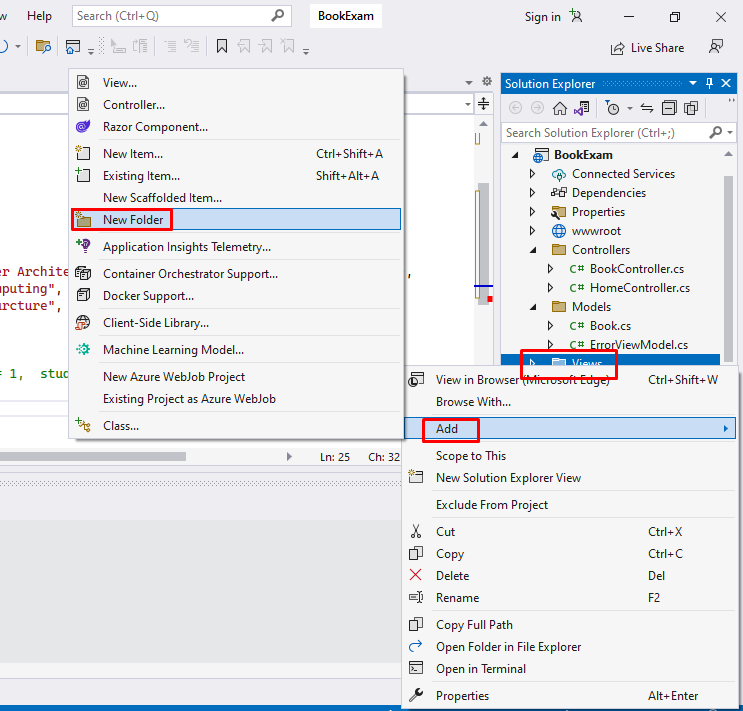 w Help Search (Ctrl+Q) BookExam Sign in
Live Share
View...
Controller...
Razor Component...
New Item... Ctrl+Shift+A
Existing Item... Shift+Alt+A
New Scaffolded Item...
New Folder
Application Insights Telemetry...
Container Orchestrator Support...
Docker Support...
Client-Side Library...
Machine Learning Model...
New Azure WebJob Project
Existing Project as Azure WebJob
Class...
er Archite
mputing",
urcture",
= 1, stud
Ln: 25 Ch: 32
Solution Explorer
Search Solution Explorer (Ctrl+;)
BookExam
Connected Services
Dependencies
Properties
wwwroot
Controllers
C# BookController.cs
C# HomeController.cs
Models
C# Book.cs
C# ErrorViewModel.cs
Views
View in Browser (Microsoft Edge) Ctrl+Shift+W
Browse With...
Add
Scope to This
New Solution Explorer View
Exclude From Project
Cut Ctrl+X
Copy Ctrl+C
Delete Del
Rename F2
Copy Full Path
Open Folder in File Explorer
Open in Terminal
Properties Alt+Enter